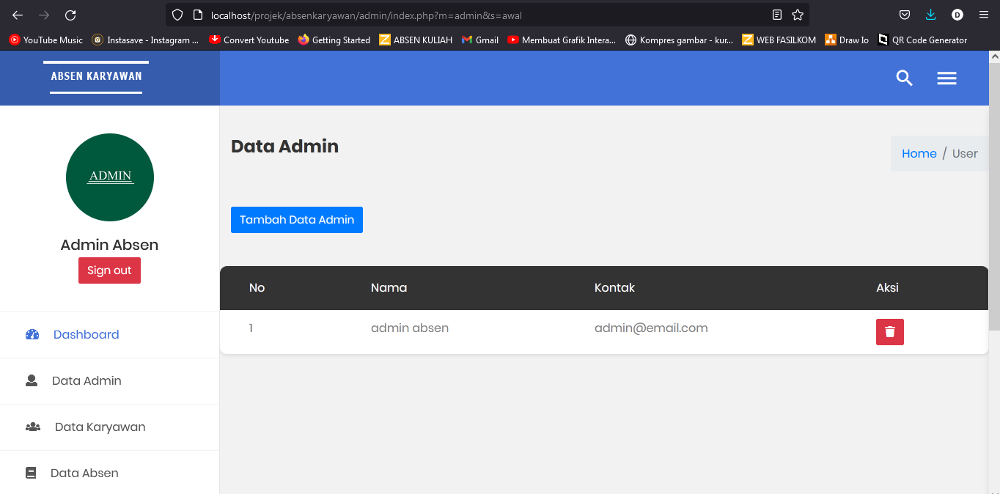 localhost/projek/absenkaryawan/admin/index.php?m=admin&s=awal
D
YouTube Music Instasave - Instagram ... Convert Youtube Getting Started ABSEN KULIAH Gmail Membuat Grafik Intera... Kompres gambar - kur... WEB FASILKOM Draw Io QR Code Generator
ABSEN KARYAWAN
ADMIN
Admin Absen
Sign out
Dashboard
Data Admin
Data Karyawan
Data Absen
Data Admin
Home / User
Tambah Data Admin
No Nama Kontak Aksi
1 admin absen admin@email.com